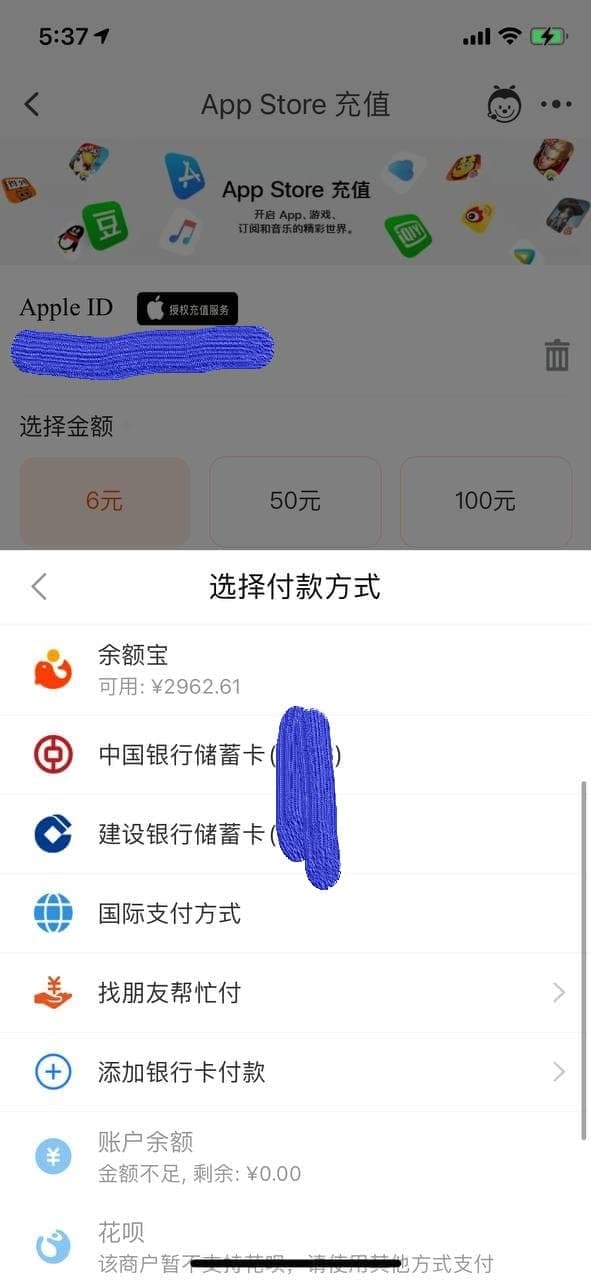 5:37
App Store 充值
App Store 充值
开启 App、游戏、
订阅和音乐的精彩世界。
豆
iQIYI
Apple ID
授权充值服务
选择金额
6元
50元
100元
选择付款方式
余额宝
可用: ¥2962.61
中国银行储蓄卡( )
建设银行储蓄卡(
国际支付方式
找朋友帮忙付
添加银行卡付款
账户余额
金额不足, 剩余: ¥0.00
花呗
该商户暂不支持花呗，请使用其他方式支付